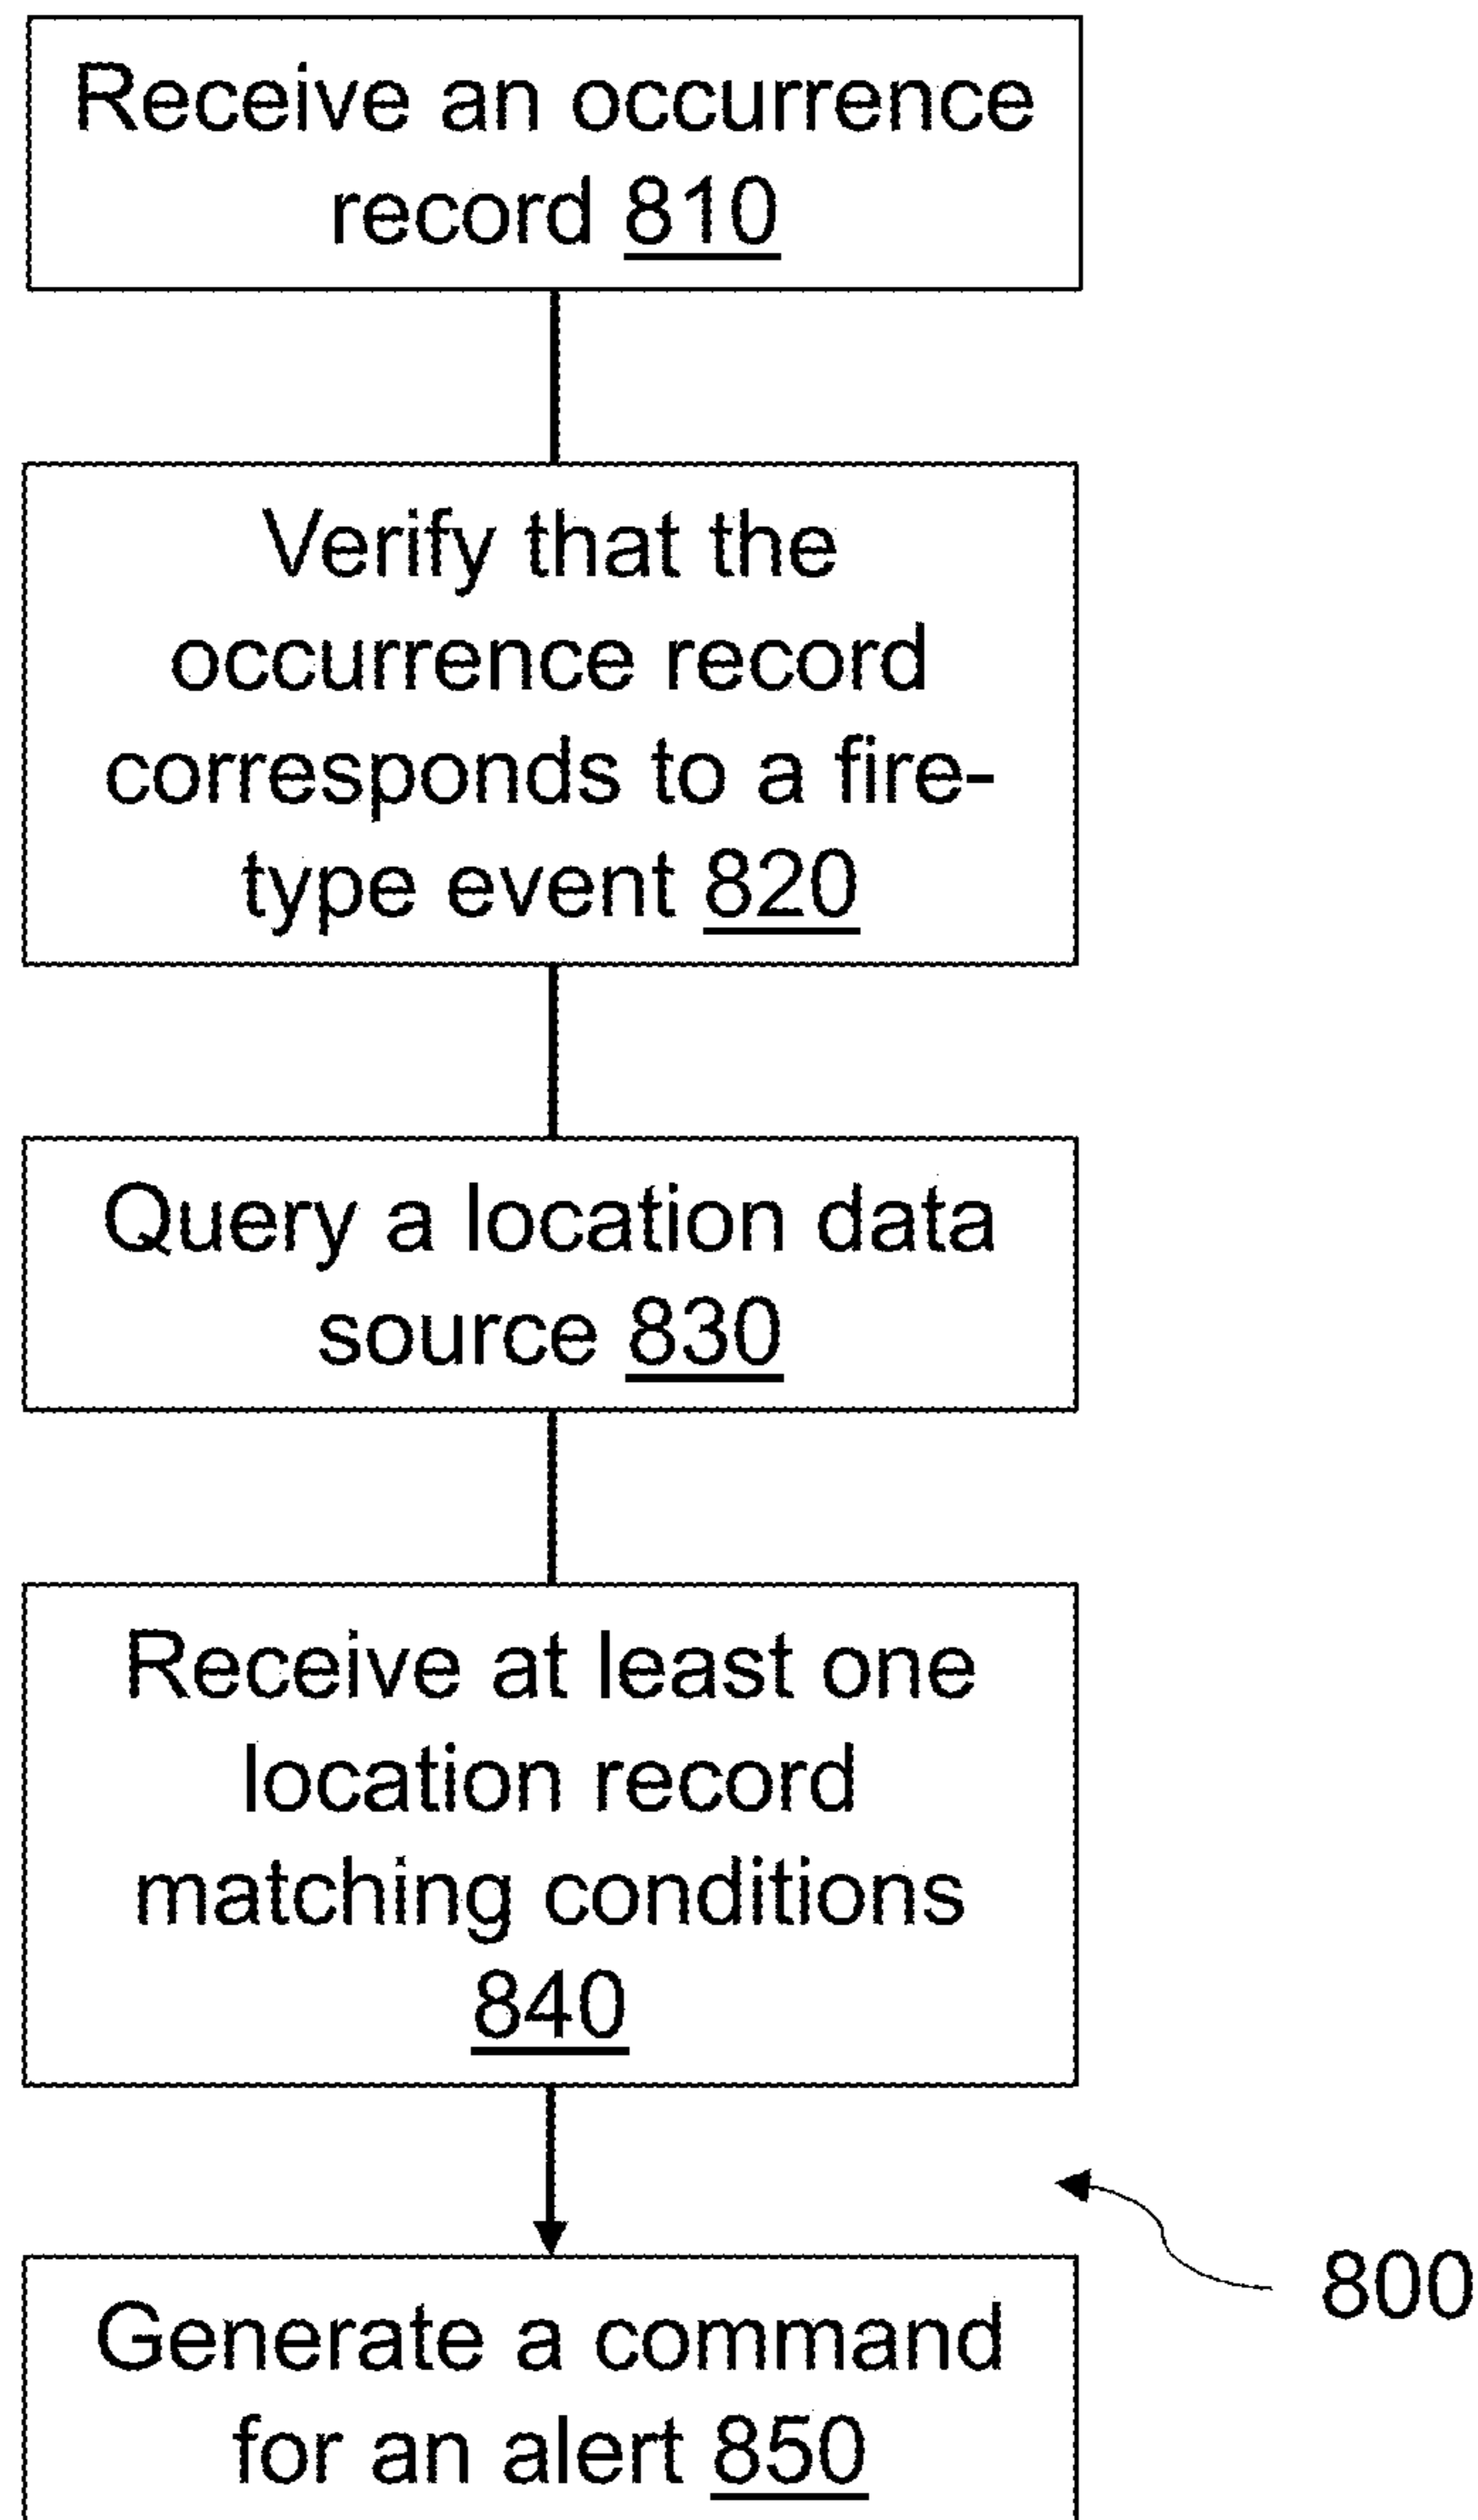 Receive an occurrence
record 810
Verify that the
occurrence record
corresponds to a fire-
type event 820
Query a location data
source 830
Receive at least one
location record
matching conditions
840
800
Generate a command
for an alert 850